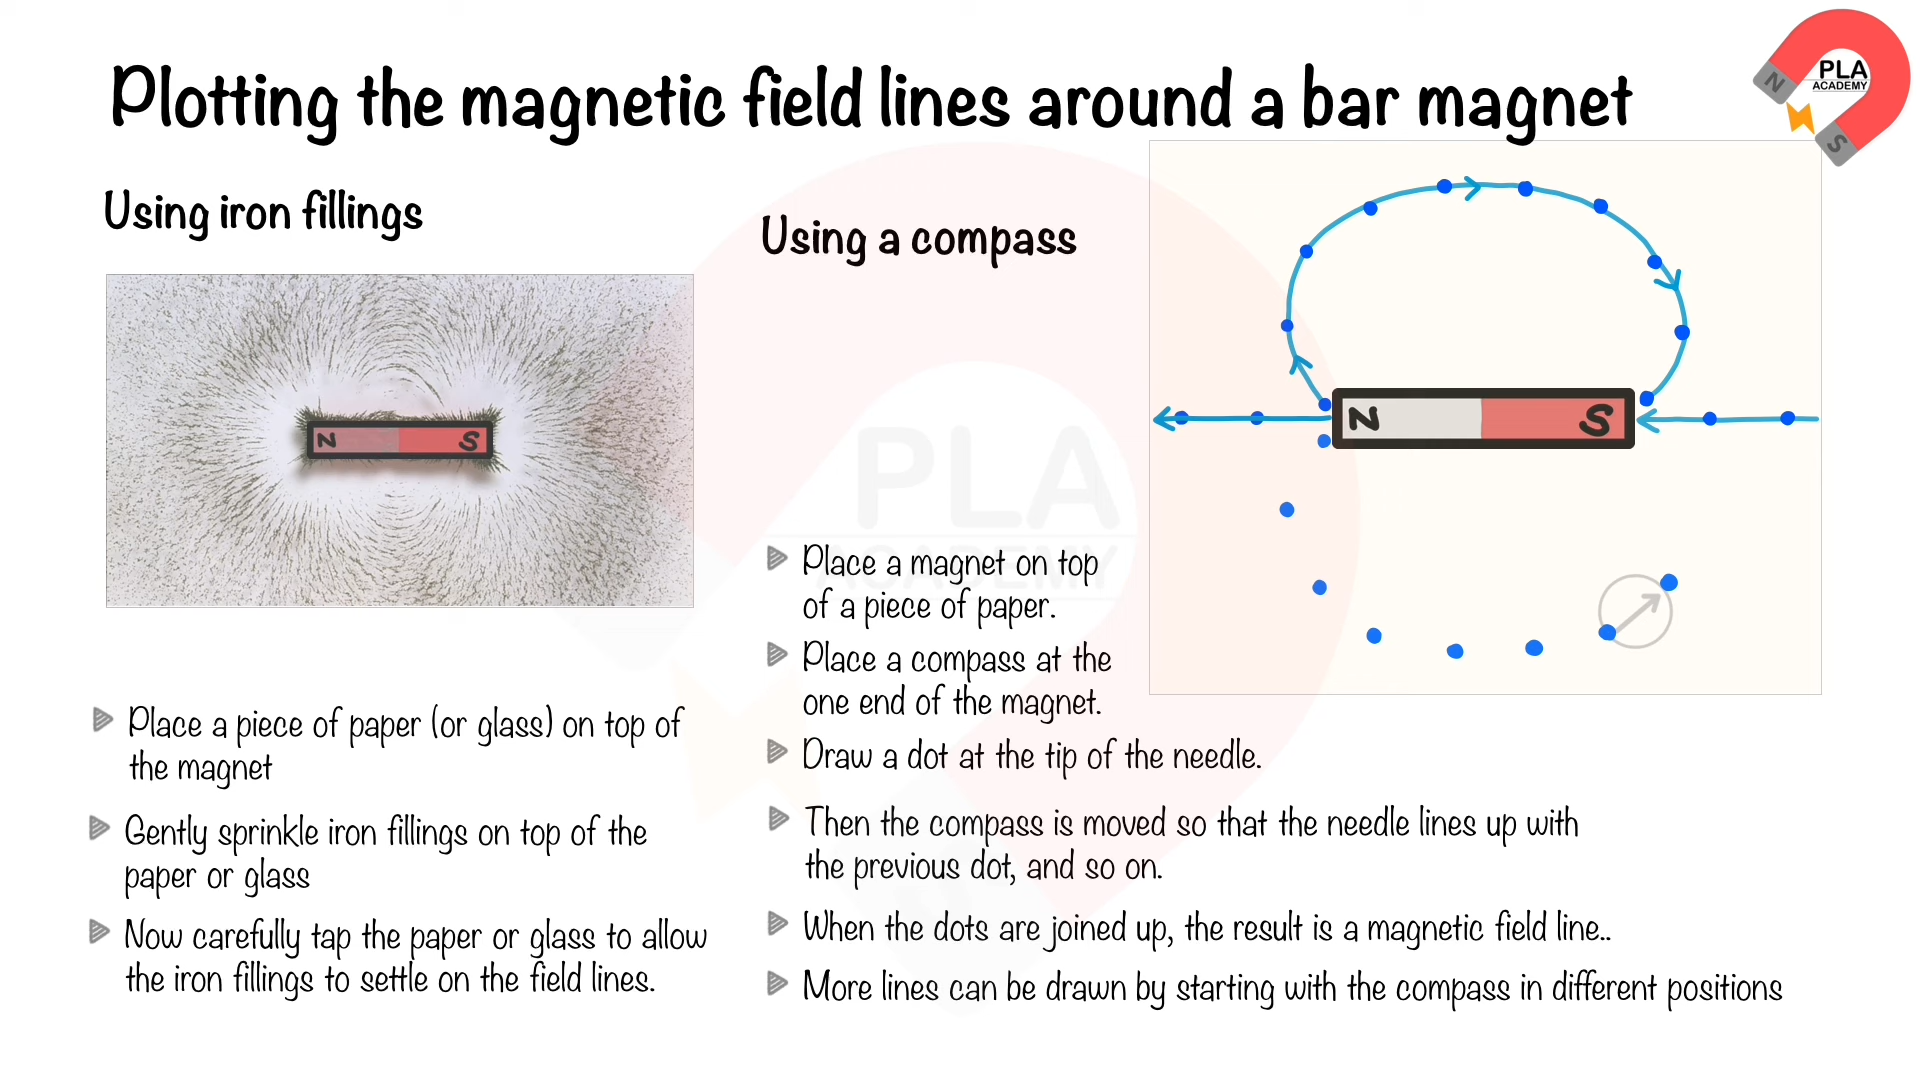 Plotting the magnetic field lines around a bar magnet
PLA
ACADEMY
N
S
Using iron fillings
N
S
Place a piece of paper (or glass) on top of
the magnet
Gently sprinkle iron fillings on top of the
paper or glass
Now carefully tap the paper or glass to allow
the iron fillings to settle on the field lines.
Using a compass
N
S
PLA
ACADEMY
Place a magnet on top
of a piece of paper.
Place a compass at the
one end of the magnet.
Draw a dot at the tip of the needle.
Then the compass is moved so that the needle lines up with
the previous dot, and so on.
When the dots are joined up, the result is a magnetic field line..
More lines can be drawn by starting with the compass in different positions